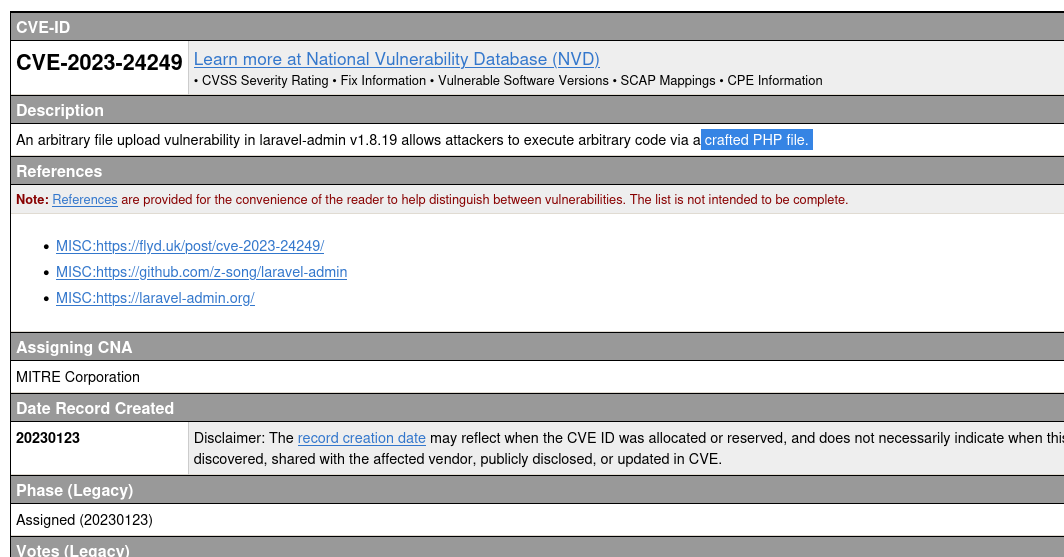 CVE-ID
CVE-2023-24249
Learn more at National Vulnerability Database (NVD)
• CVSS Severity Rating • Fix Information • Vulnerable Software Versions • SCAP Mappings • CPE Information
Description
An arbitrary file upload vulnerability in laravel-admin v1.8.19 allows attackers to execute arbitrary code via a crafted PHP file.
References
Note: References are provided for the convenience of the reader to help distinguish between vulnerabilities. The list is not intended to be complete.
• MISC:https://flyd.uk/post/cve-2023-24249/
• MISC:https://github.com/z-song/laravel-admin
• MISC:https://laravel-admin.org/
Assigning CNA
MITRE Corporation
Date Record Created
20230123
Disclaimer: The record creation date may reflect when the CVE ID was allocated or reserved, and does not necessarily indicate when this
discovered, shared with the affected vendor, publicly disclosed, or updated in CVE.
Phase (Legacy)
Assigned (20230123)
Votes (Legacy)